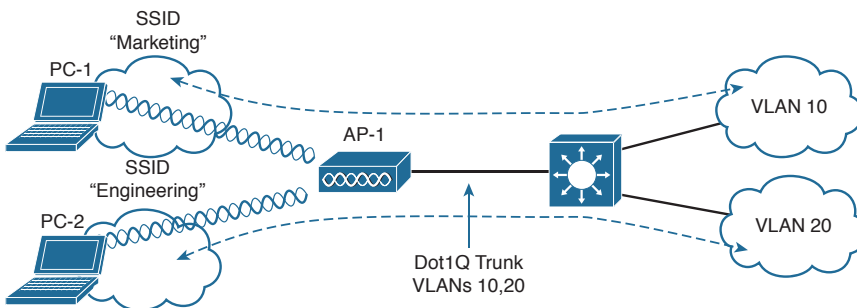 SSID
“Marketing”
PC-1
AP-1
VLAN 10
SSID
“Engineering”
PC-2
VLAN 20
Dot1Q Trunk
VLANs 10,20